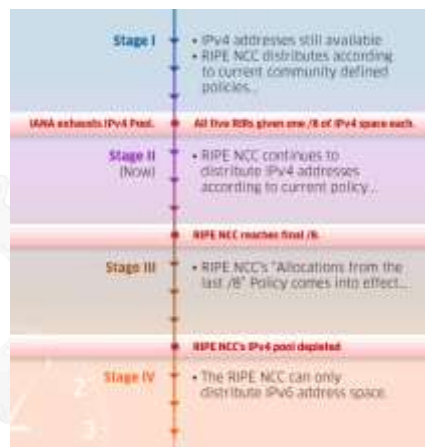 Stage I
• IPv4 addresses still available
• RIPE NCC distributes according
to current community defined
policies...
IANA exhausts IPv4 Pool.
All five RIRs given one /8 of IPv4 space each.
Stage II
(Now)
• RIPE NCC continues to
distribute IPv4 addresses
according to current policy...
RIPE NCC reaches final /8.
Stage III
• RIPE NCC's "Allocations from the
last /8" Policy comes into effect...
RIPE NCC's IPv4 pool depleted
Stage IV
• The RIPE NCC can only
distribute IPv6 address space.
2
3